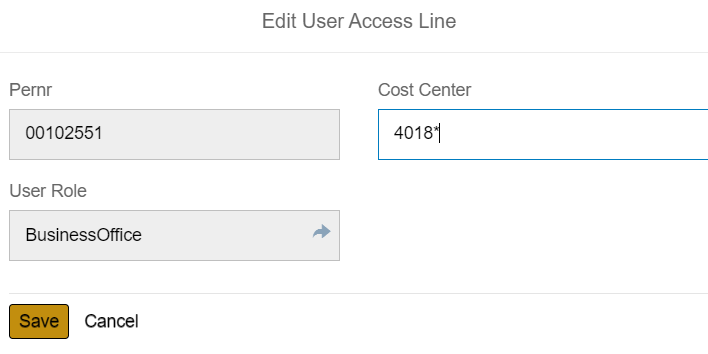 Edit User Access Line
Pernr
Cost Center
00102551
4018*
User Role
BusinessOffice
Save
Cancel